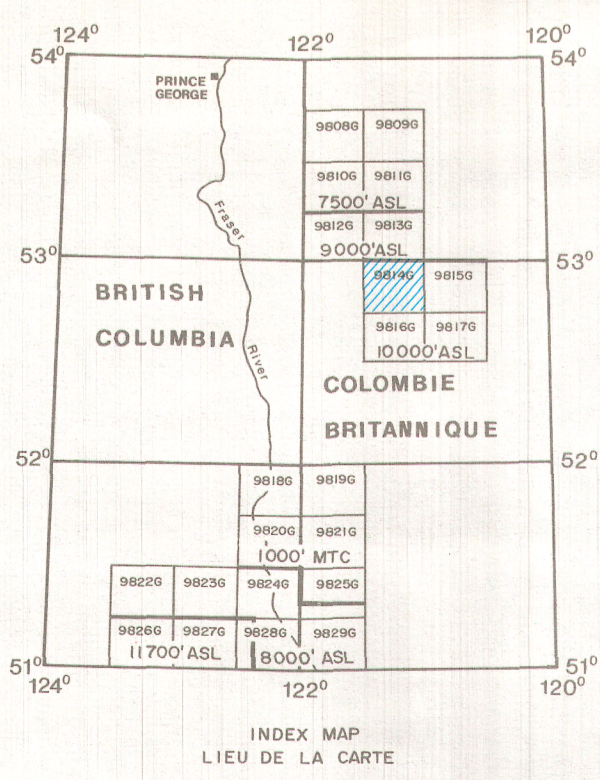 124° 122° 120°
54° 54°
PRINCE
GEORGE
9808G 9809G
9810G 9811G
7500' ASL
Fraser
9812G 9813G
9000' ASL
53° 53°
9814G 9815G
BRITISH
9816G 9817G
COLUMBIA
River
10000' ASL
COLOMBIE
BRITANNIQUE
52° 52°
9818G 9819G
9820G 9821G
1000' MTC
9822G 9823G 9824G 9825G
9826G 9827G 9828G 9829G
11700' ASL 8000' ASL
51° 51°
124° 122° 120°
INDEX MAP
LIEU DE LA CARTE